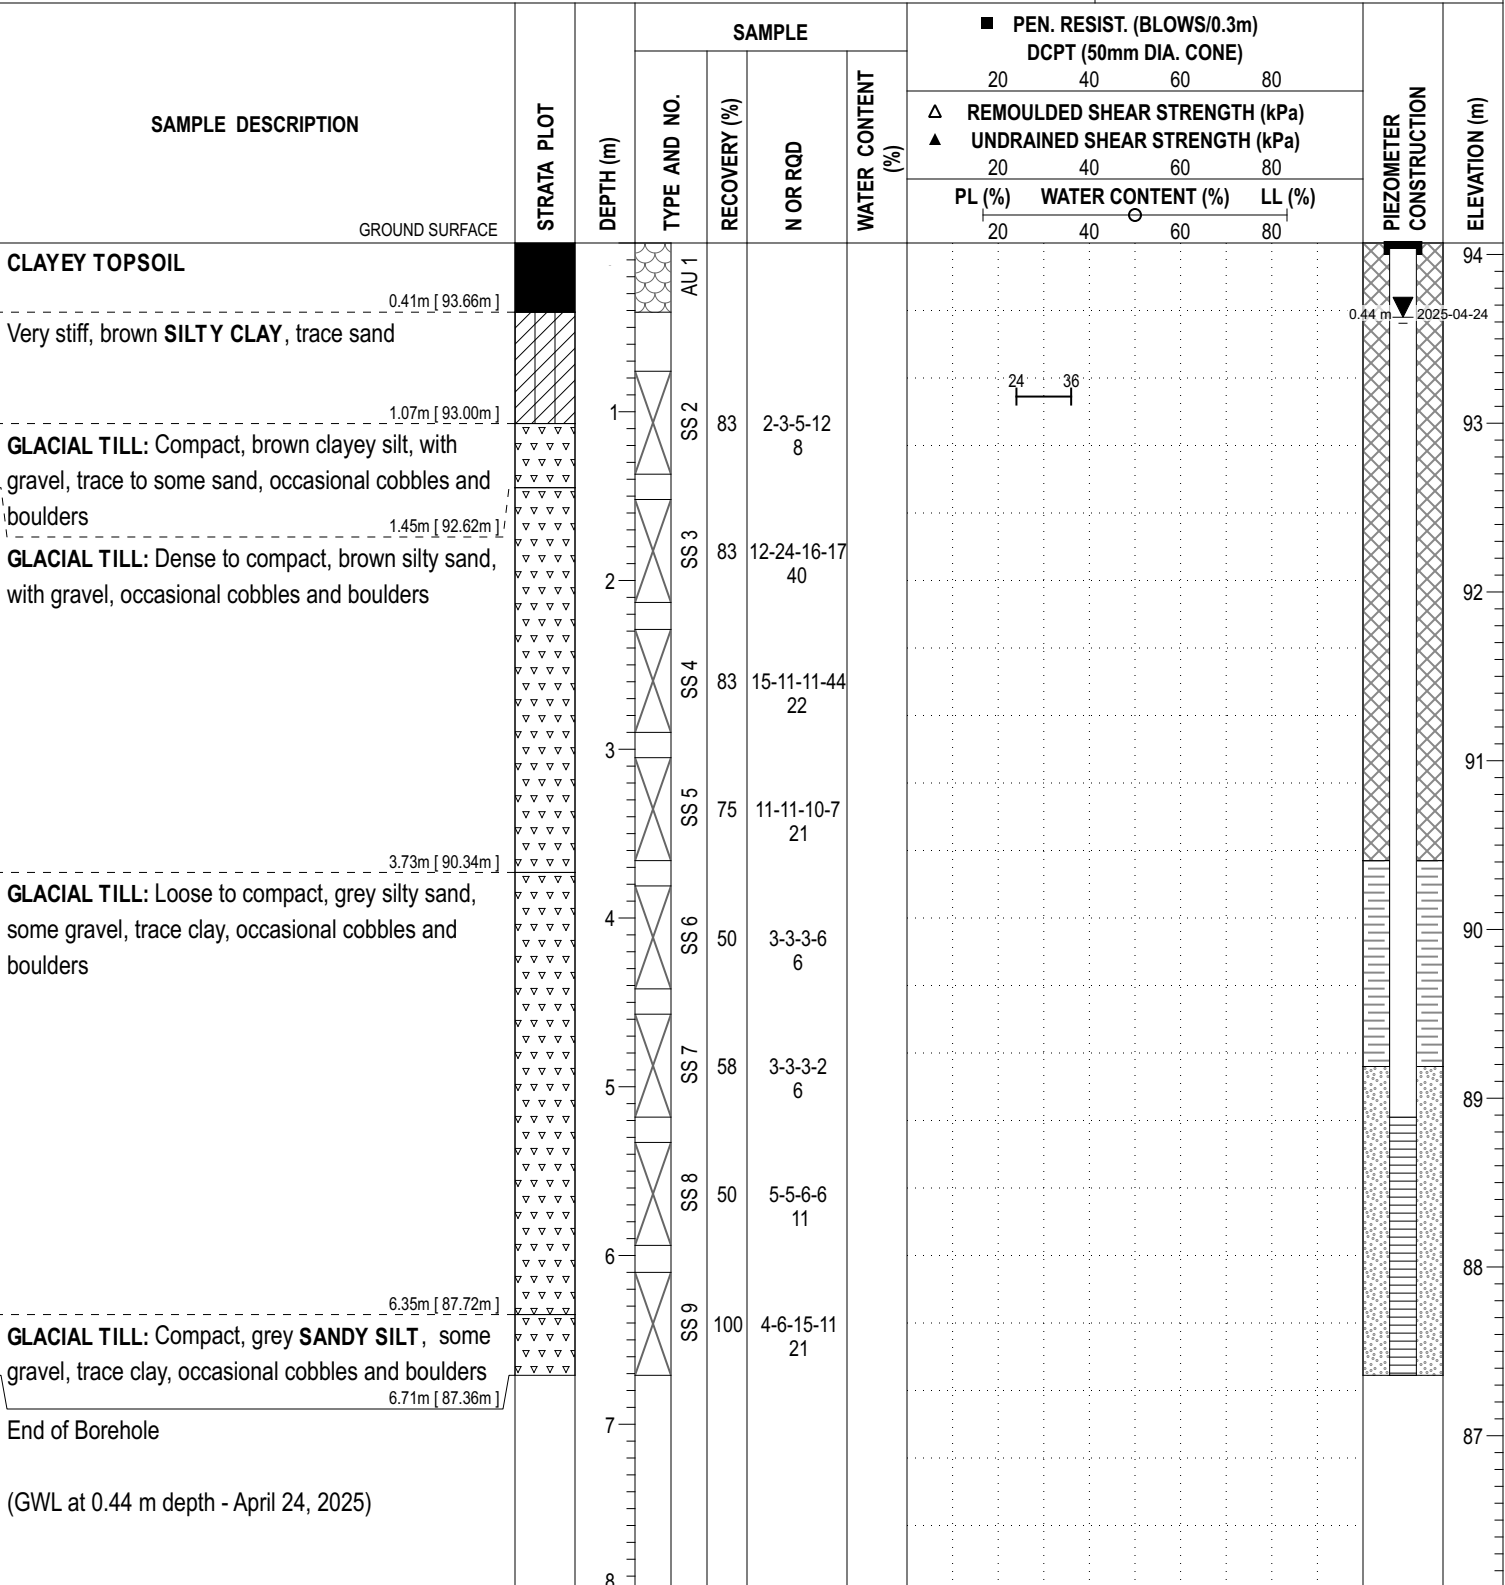 SAMPLE DESCRIPTION
GROUND SURFACE
STRATA PLOT
DEPTH (m)
SAMPLE
TYPE AND NO.
RECOVERY (%)
N OR RQD
WATER CONTENT
(%)
■ PEN. RESIST. (BLOWS/0.3m)
DCPT (50mm DIA. CONE)
20 40 60 80
△ REMOULDED SHEAR STRENGTH (kPa)
▲ UNDRAINED SHEAR STRENGTH (kPa)
20 40 60 80
PL (%) WATER CONTENT (%) LL (%)
20 40 60 80
PIEZOMETER
CONSTRUCTION
ELEVATION (m)
CLAYEY TOPSOIL
0.41m [ 93.66m ]
AU 1
94
0.44 m 2025-04-24
Very stiff, brown SILTY CLAY, trace sand
1.07m [ 93.00m ]
24 36
1
SS 2
83
2-3-5-12
8
93
GLACIAL TILL: Compact, brown clayey silt, with
gravel, trace to some sand, occasional cobbles and
boulders
1.45m [ 92.62m ]
GLACIAL TILL: Dense to compact, brown silty sand,
with gravel, occasional cobbles and boulders
SS 3
83
12-24-16-17
40
2
92
SS 4
83
15-11-11-44
22
3
91
SS 5
75
11-11-10-7
21
3.73m [ 90.34m ]
GLACIAL TILL: Loose to compact, grey silty sand,
some gravel, trace clay, occasional cobbles and
boulders
4
SS 6
50
3-3-3-6
6
90
SS 7
58
3-3-3-2
6
5
89
SS 8
50
5-5-6-6
11
6
88
6.35m [ 87.72m ]
GLACIAL TILL: Compact, grey SANDY SILT, some
gravel, trace clay, occasional cobbles and boulders
6.71m [ 87.36m ]
SS 9
100
4-6-15-11
21
End of Borehole
7
87
(GWL at 0.44 m depth - April 24, 2025)
8